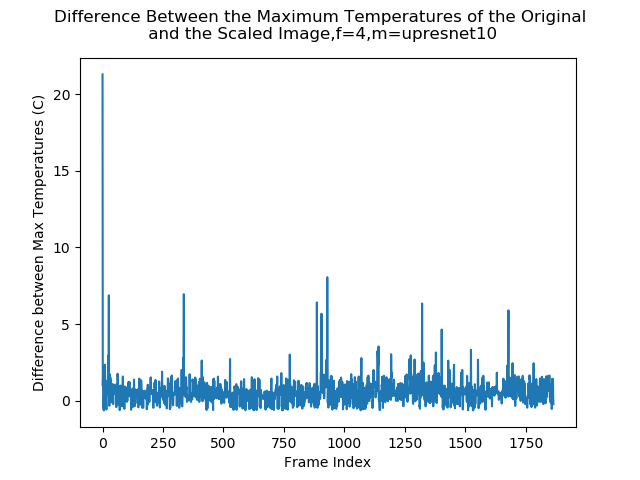 Difference Between the Maximum Temperatures of the Original
and the Scaled Image,f=4,m=upresnet10
Difference between Max Temperatures (C)
20
15
10
5
0
0 250 500 750 1000 1250 1500 1750
Frame Index